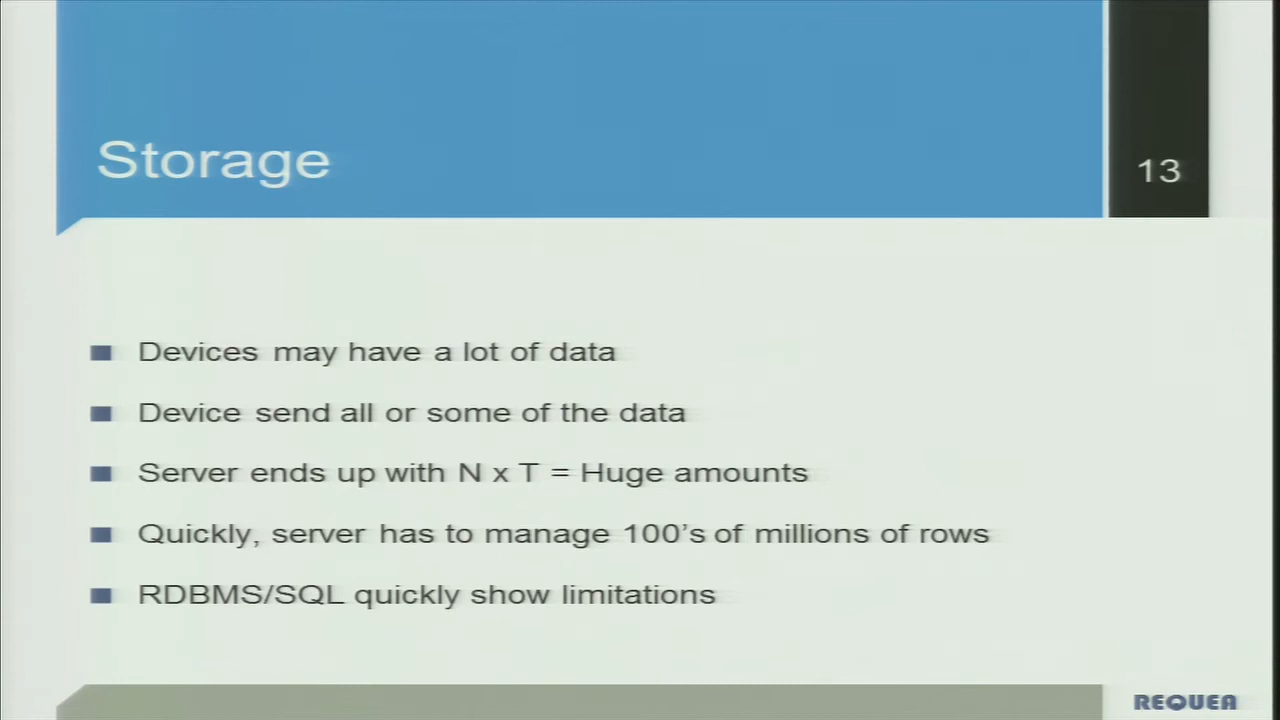 Storage
13
Devices may have a lot of data
Device send all or some of the data
Server ends up with N x T = Huge amounts
Quickly, server has to manage 100’s of millions of rows
RDBMS/SQL quickly show limitations
REQUEA